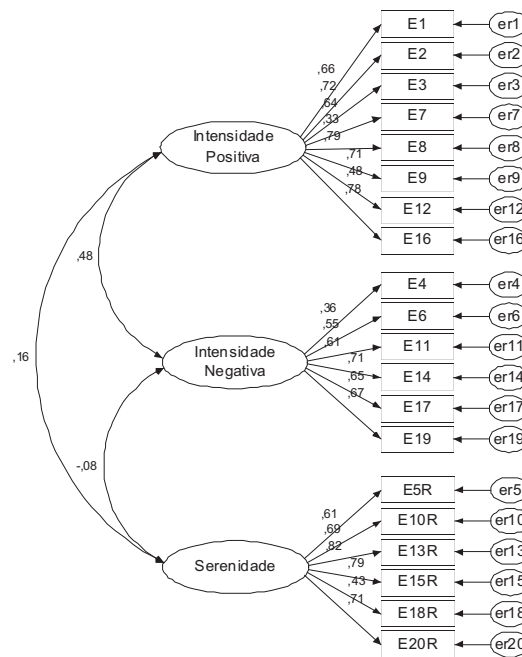 E1
er1
E2
er2
E3
er3
E7
er7
E8
er8
E9
er9
E12
er12
E16
er16
,66
,72
,64
,33
,79
,71
,48
,78
Intensidade
Positiva
,48
,16
-,08
E4
er4
E6
er6
E11
er11
E14
er14
E17
er17
E19
er19
,36
,55
,61
,71
,65
,67
Intensidade
Negativa
E5R
er5
E10R
er10
E13R
er13
E15R
er15
E18R
er18
E20R
er20
,61
,69
,82
,79
,43
,71
Serenidade